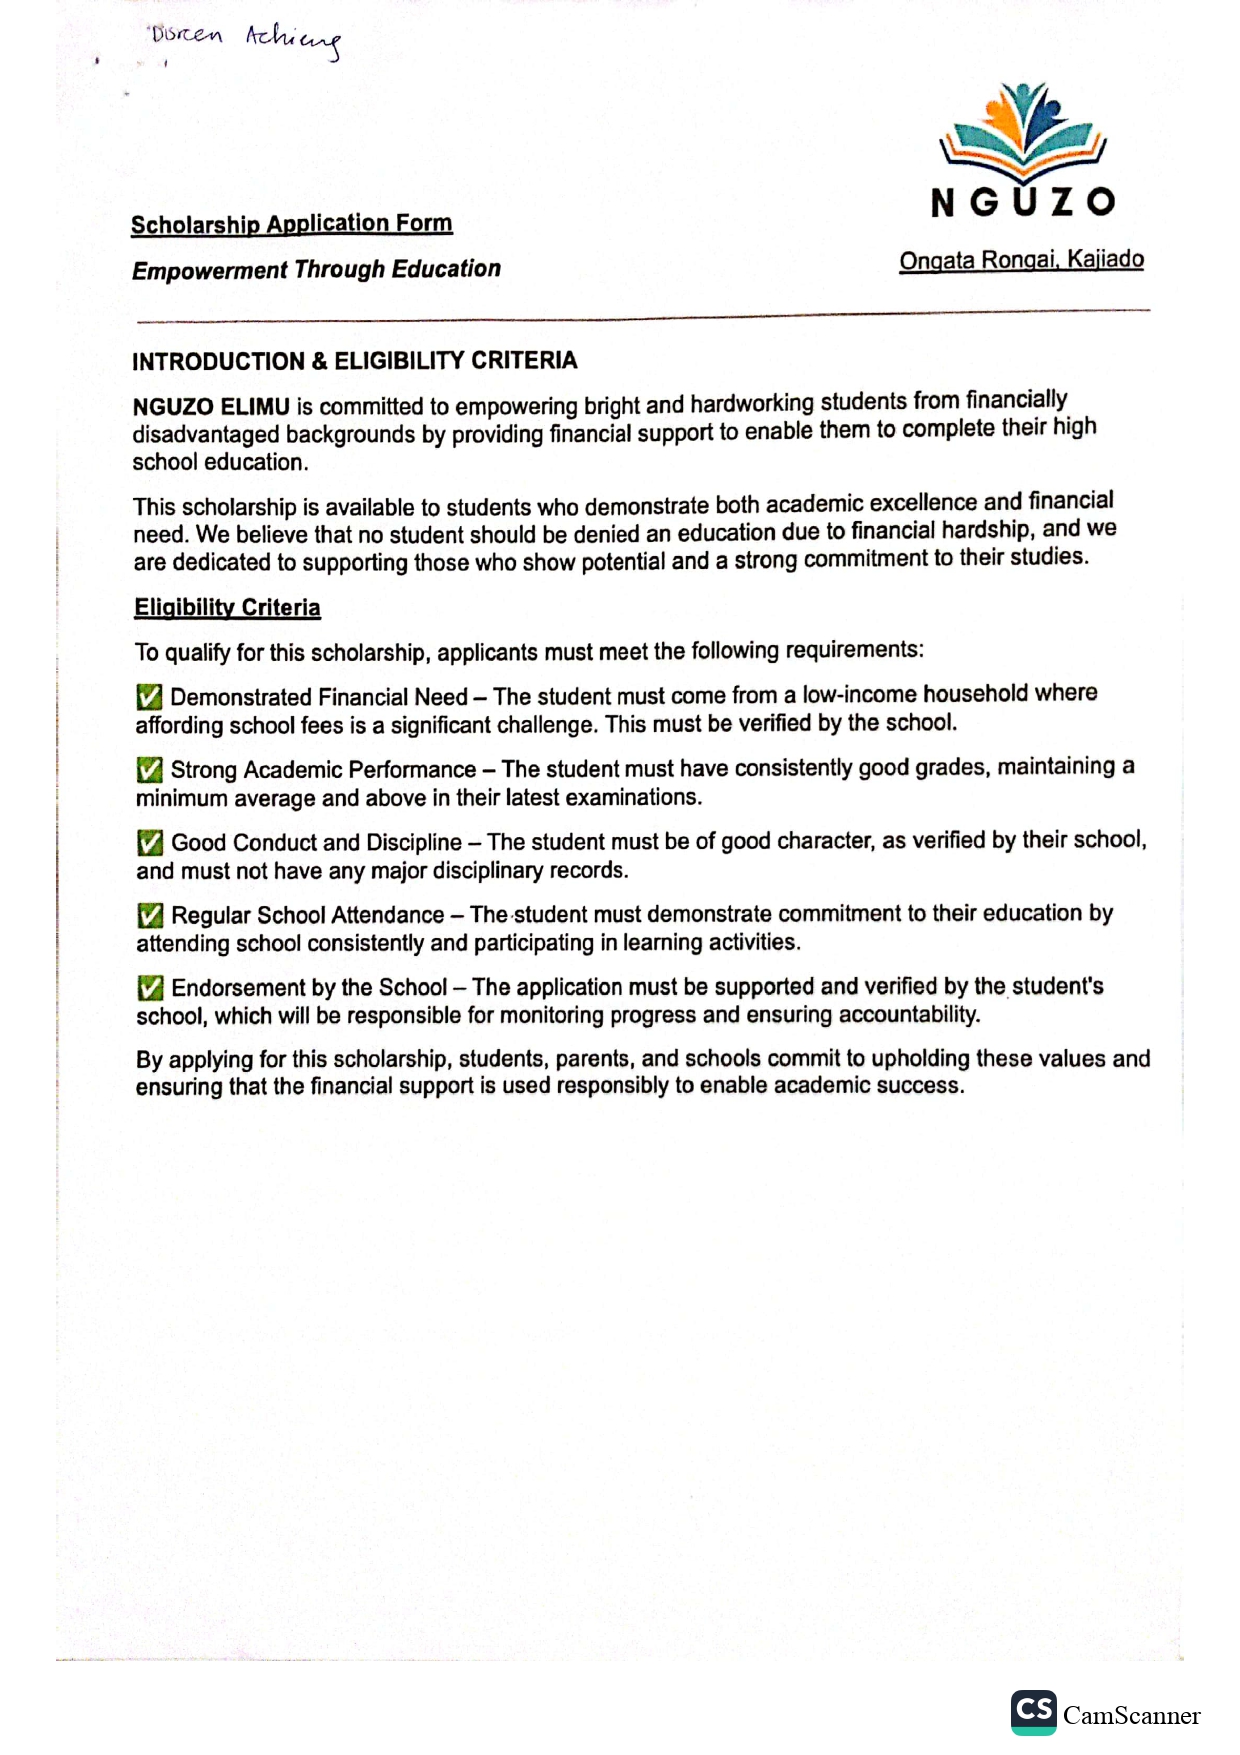 Doreen Achieng
NGUZO
Scholarship Application Form
Ongata Rongai, Kajiado
Empowerment Through Education
INTRODUCTION & ELIGIBILITY CRITERIA
NGUZO ELIMU is committed to empowering bright and hardworking students from financially
disadvantaged backgrounds by providing financial support to enable them to complete their high
school education.
This scholarship is available to students who demonstrate both academic excellence and financial
need. We believe that no student should be denied an education due to financial hardship, and we
are dedicated to supporting those who show potential and a strong commitment to their studies.
Eligibility Criteria
To qualify for this scholarship, applicants must meet the following requirements:
✅ Demonstrated Financial Need – The student must come from a low-income household where
affording school fees is a significant challenge. This must be verified by the school.
✅ Strong Academic Performance – The student must have consistently good grades, maintaining a
minimum average and above in their latest examinations.
✅ Good Conduct and Discipline – The student must be of good character, as verified by their school,
and must not have any major disciplinary records.
✅ Regular School Attendance – The student must demonstrate commitment to their education by
attending school consistently and participating in learning activities.
✅ Endorsement by the School – The application must be supported and verified by the student's
school, which will be responsible for monitoring progress and ensuring accountability.
By applying for this scholarship, students, parents, and schools commit to upholding these values and
ensuring that the financial support is used responsibly to enable academic success.
CS CamScanner